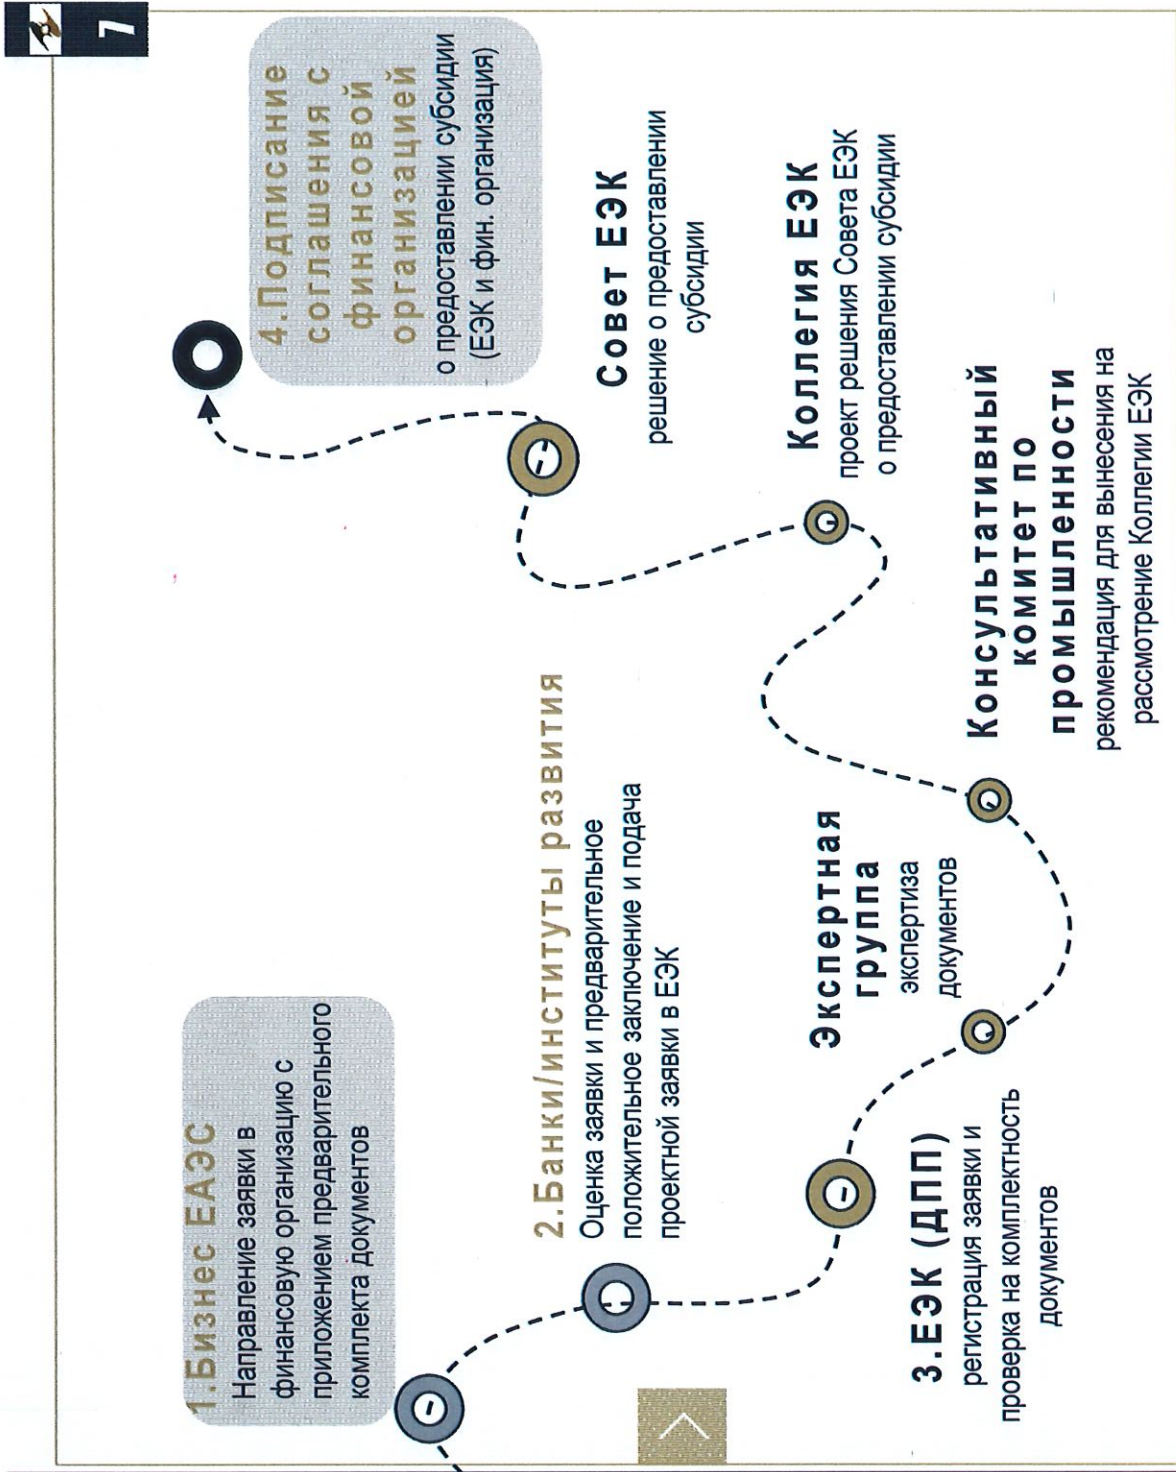 7
1.Бизнес ЕАЭС
Направление заявки в
финансовую организацию с
приложением предварительного
комплекта документов
2.Банки/институты развития
Оценка заявки и предварительное
положительное заключение и подача
проектной заявки в ЕЭК
3.ЕЭК (ДПП)
регистрация заявки и
проверка на комплектность
документов
Экспертная
группа
экспертиза
документов
Консультативный
комитет по
промышленности
рекомендация для вынесения на
рассмотрение Коллегии ЕЭК
Коллегия ЕЭК
проект решения Совета ЕЭК
о предоставлении субсидии
Совет ЕЭК
решение о предоставлении
субсидии
4.Подписание
соглашения с
финансовой
организацией
о предоставлении субсидии
(ЕЭК и фин. организация)